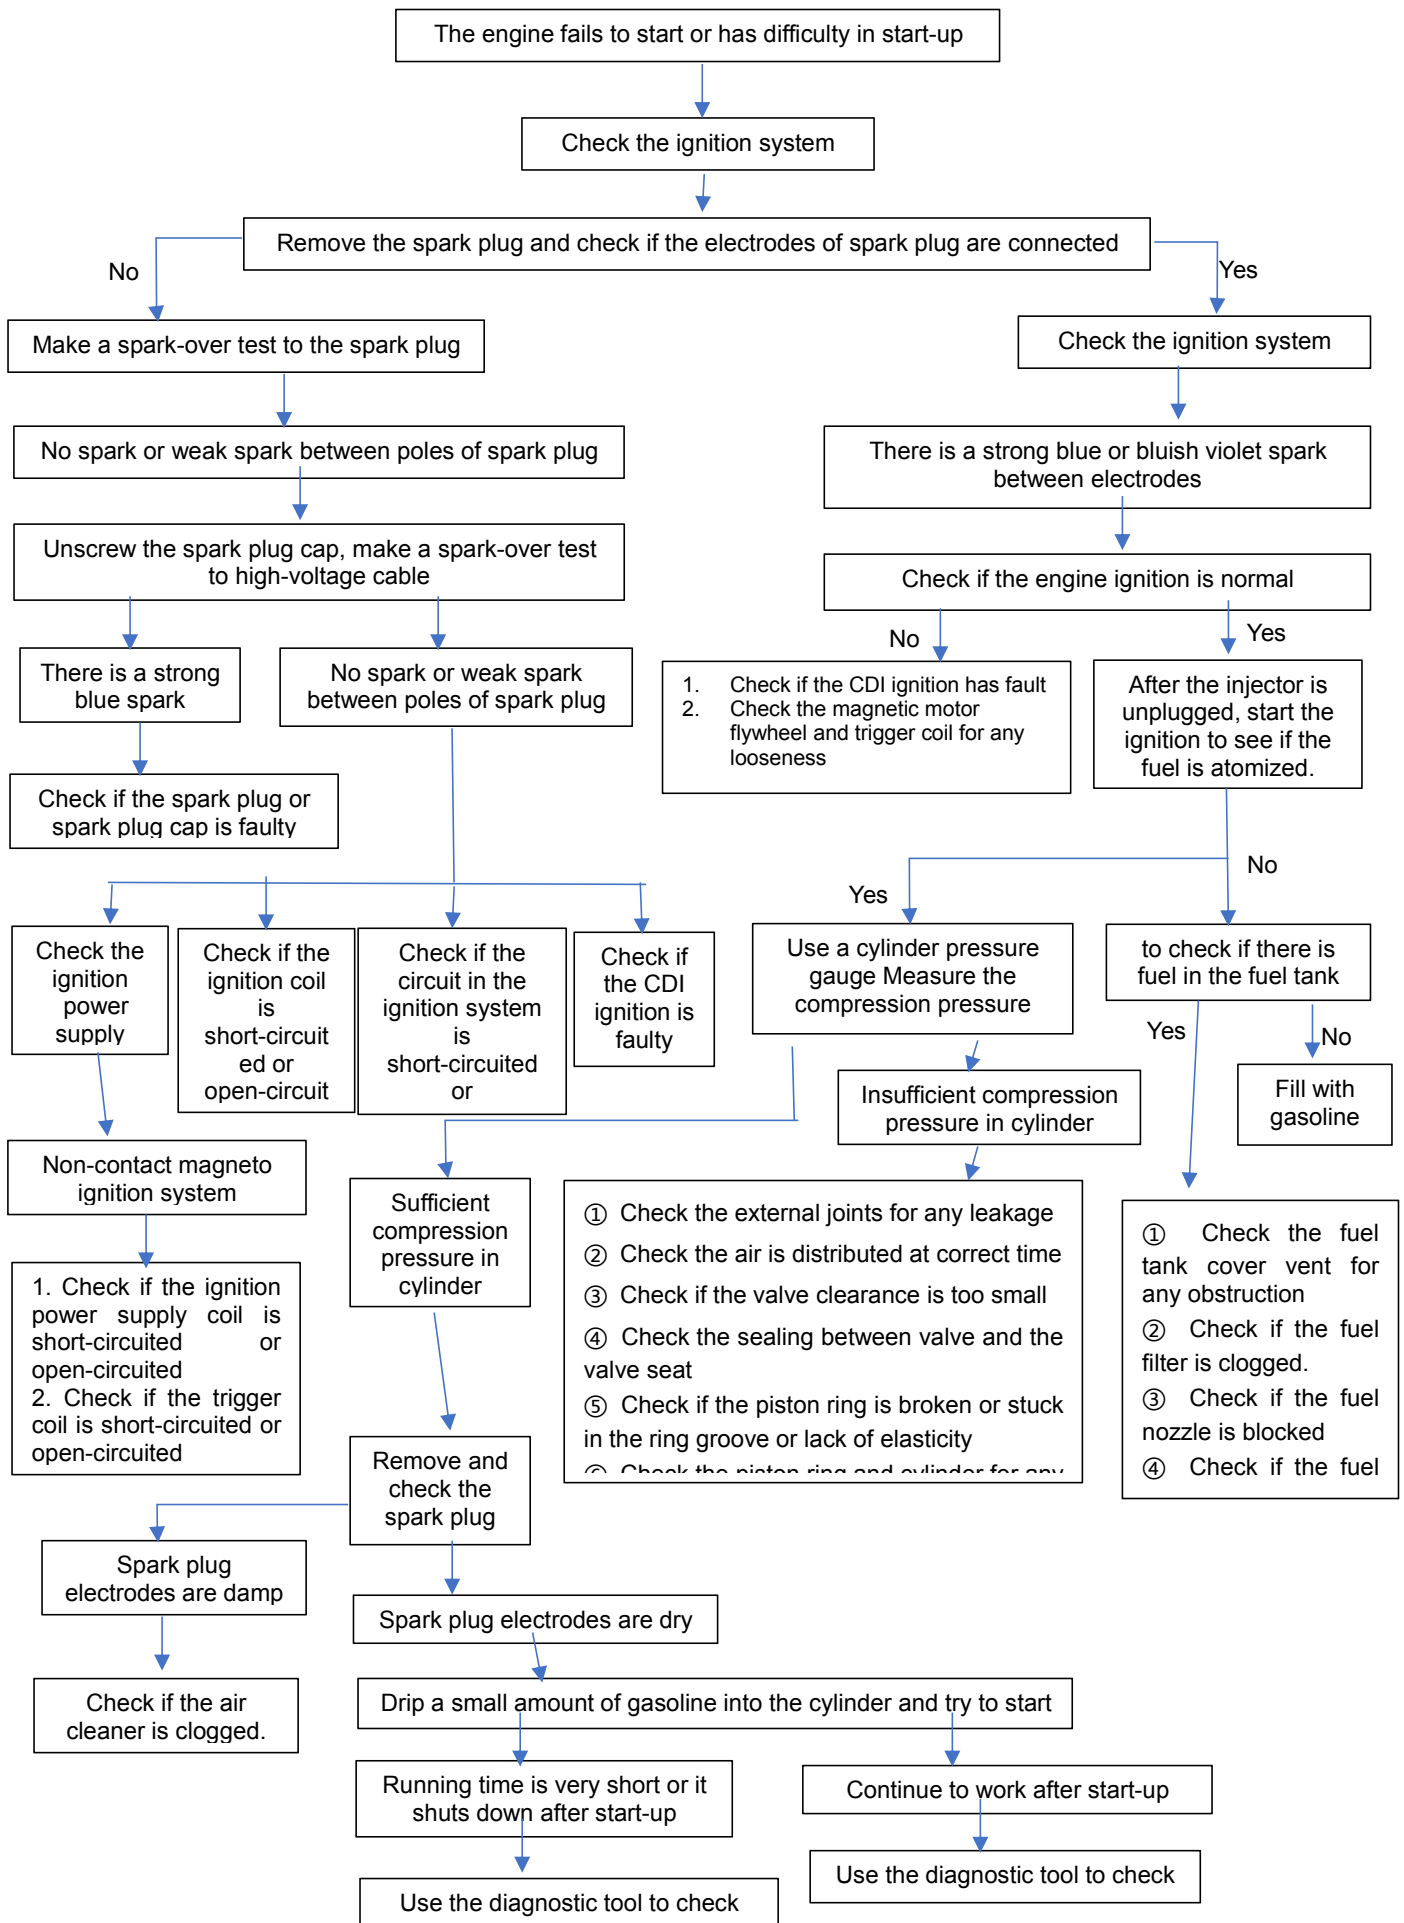 The engine fails to start or has difficulty in start-up
Check the ignition system
Remove the spark plug and check if the electrodes of spark plug are connected
No
Yes
Make a spark-over test to the spark plug
Check the ignition system
No spark or weak spark between poles of spark plug
There is a strong blue or bluish violet spark
between electrodes
Unscrew the spark plug cap, make a spark-over test
to high-voltage cable
Check if the engine ignition is normal
No
Yes
There is a strong
blue spark
No spark or weak spark
between poles of spark plug
1. Check if the CDI ignition has fault
2. Check the magnetic motor
flywheel and trigger coil for any
looseness
After the injector is
unplugged, start the
ignition to see if the
fuel is atomized.
Check if the spark plug or
spark plug cap is faulty
Yes
No
Check the
ignition
power
supply
Check if the
ignition coil
is
short-circuit
ed or
open-circuit
Check if the
circuit in the
ignition system
is
short-circuited
or
Check if
the CDI
ignition is
faulty
Use a cylinder pressure
gauge Measure the
compression pressure
to check if there is
fuel in the fuel tank
Yes
No
Insufficient compression
pressure in cylinder
Fill with
gasoline
Non-contact magneto
ignition system
Sufficient
compression
pressure in
cylinder
① Check the external joints for any leakage
② Check the air is distributed at correct time
③ Check if the valve clearance is too small
④ Check the sealing between valve and the
valve seat
⑤ Check if the piston ring is broken or stuck
in the ring groove or lack of elasticity
⑥ Check the piston ring and cylinder for any
① Check the fuel
tank cover vent for
any obstruction
② Check if the fuel
filter is clogged.
③ Check if the fuel
nozzle is blocked
④ Check if the fuel
1. Check if the ignition
power supply coil is
short-circuited or
open-circuited
2. Check if the trigger
coil is short-circuited or
open-circuited
Remove and
check the
spark plug
Spark plug
electrodes are damp
Spark plug electrodes are dry
Check if the air
cleaner is clogged.
Drip a small amount of gasoline into the cylinder and try to start
Running time is very short or it
shuts down after start-up
Continue to work after start-up
Use the diagnostic tool to check
Use the diagnostic tool to check